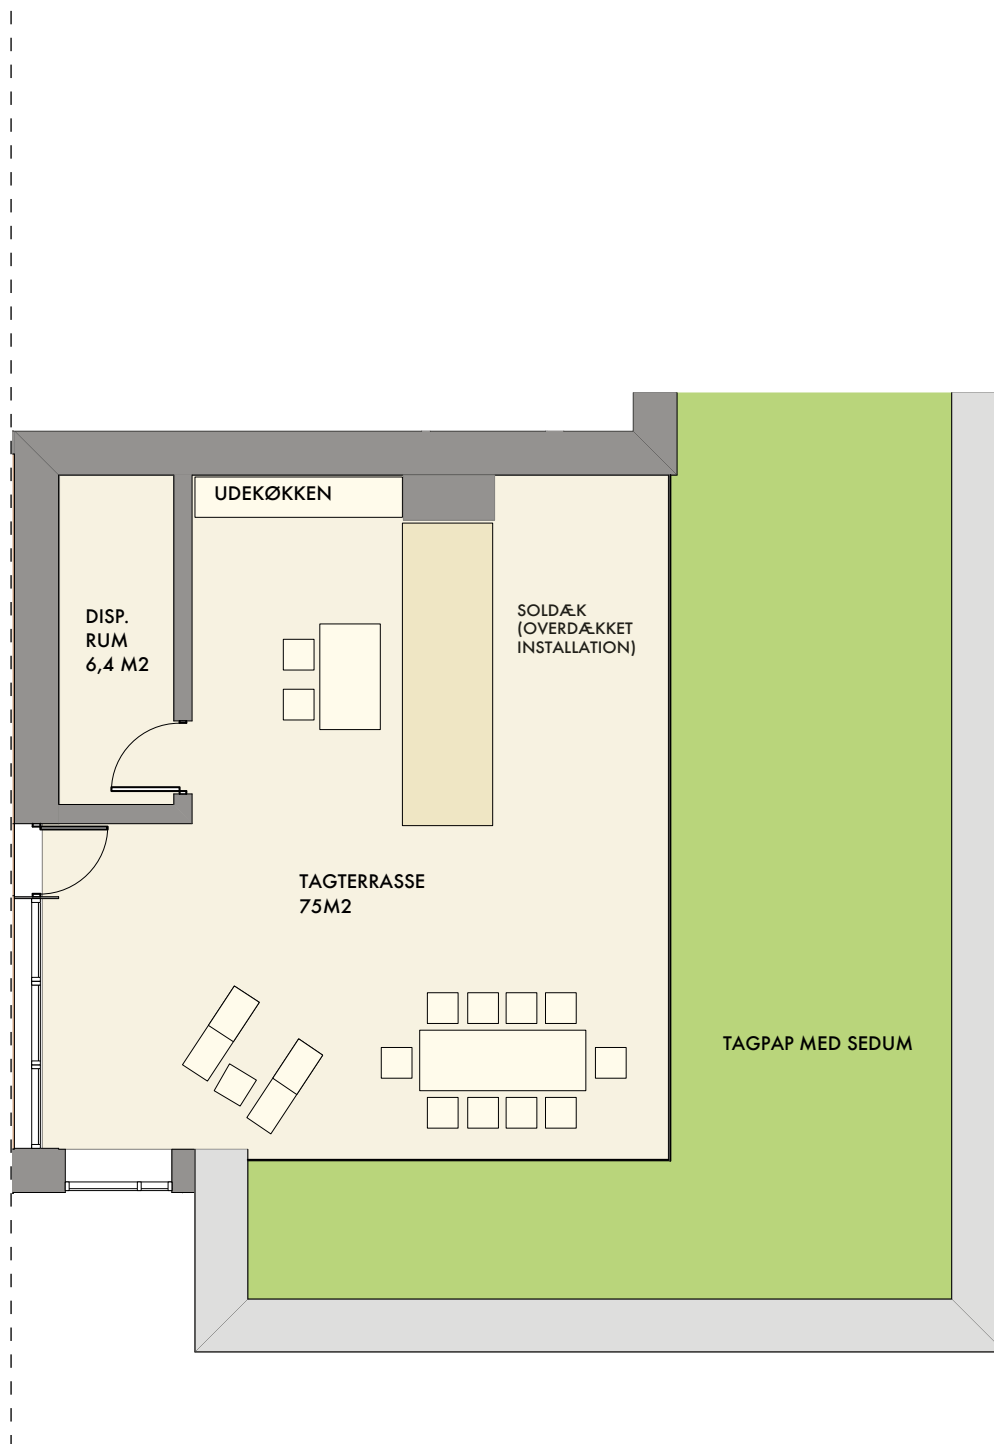 UDEKØKKEN
DISP.
RUM
6,4 M2
SOLDÆK
(OVERDÆKKET
INSTALLATION)
TAGTERRASSE
75M2
TAGPAP MED SEDUM